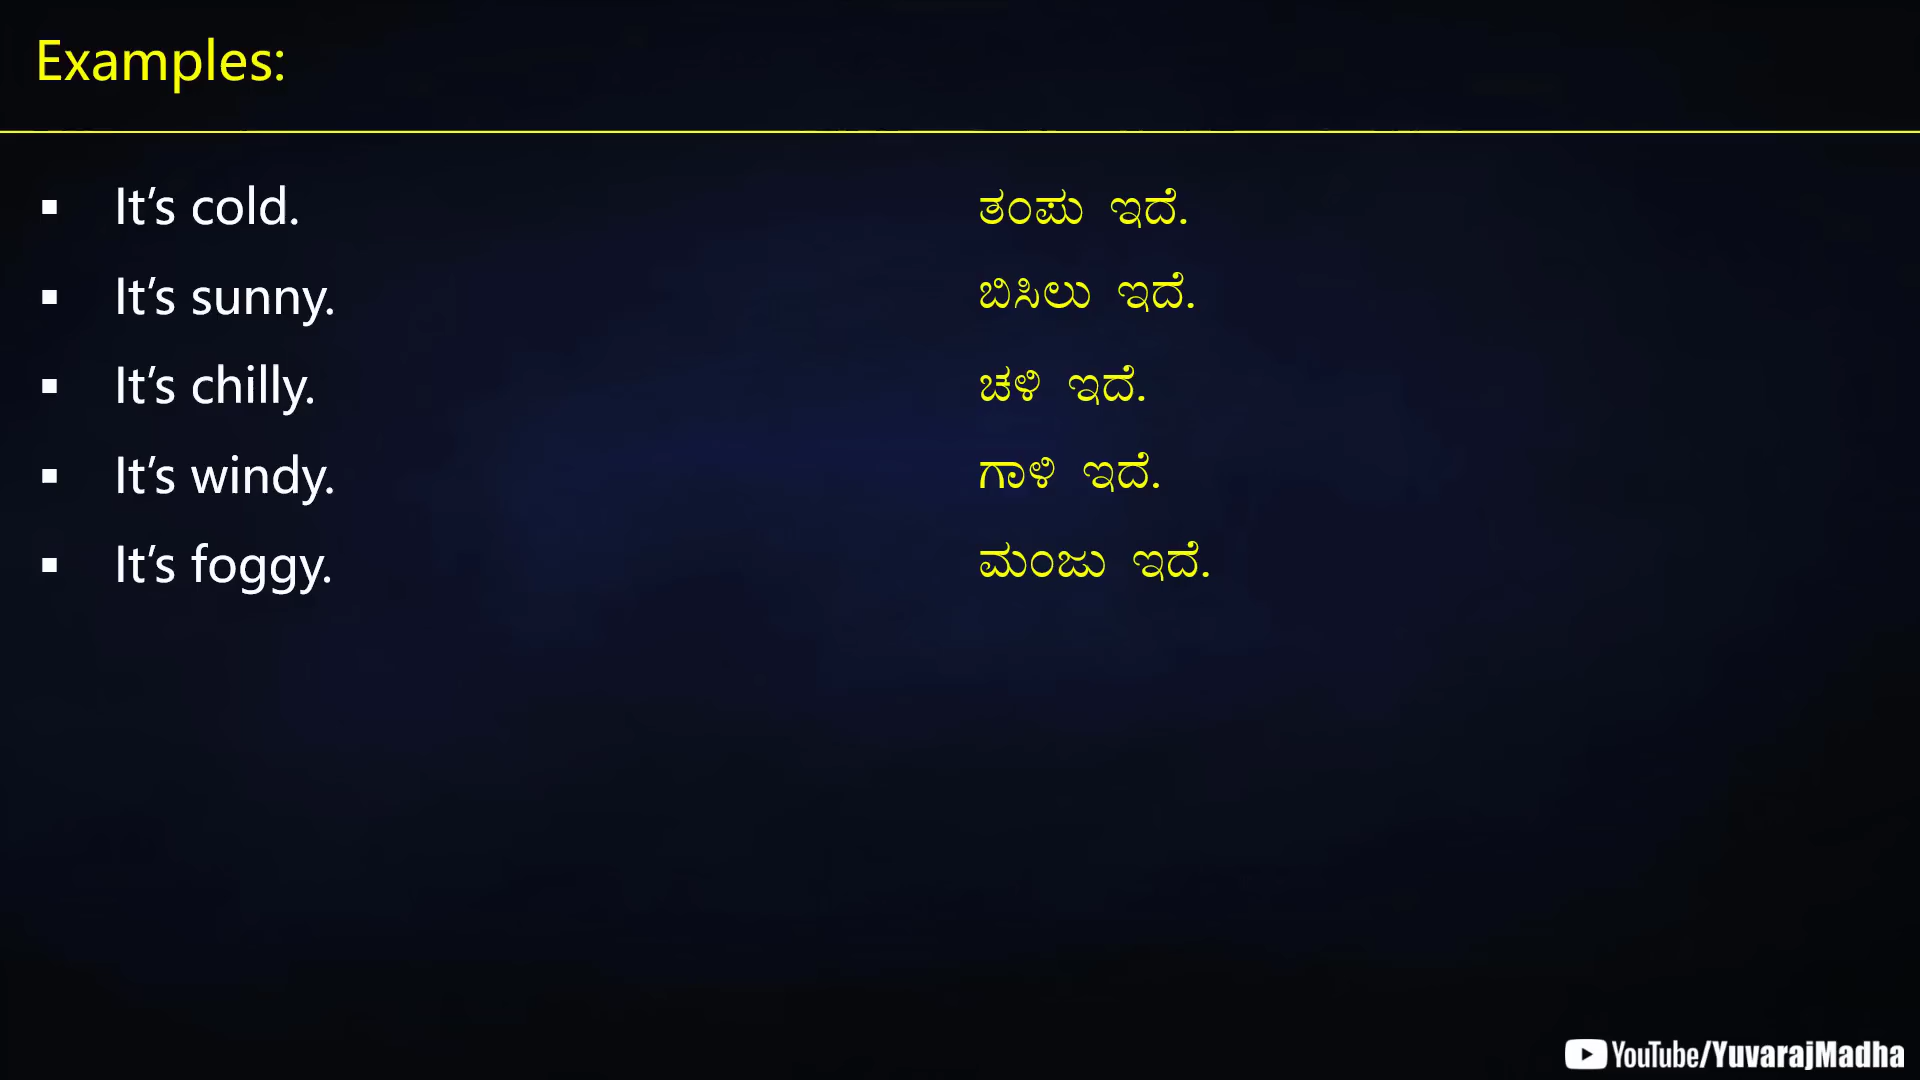 Examples:
▪ It’s cold. ತಂಪು ಇದೆ.
▪ It’s sunny. ಬಿಸಿಲು ಇದೆ.
▪ It’s chilly. ಚಳಿ ಇದೆ.
▪ It’s windy. ಗಾಳಿ ಇದೆ.
▪ It’s foggy. ಮಂಜು ಇದೆ.
YouTube/YuvarajMadha